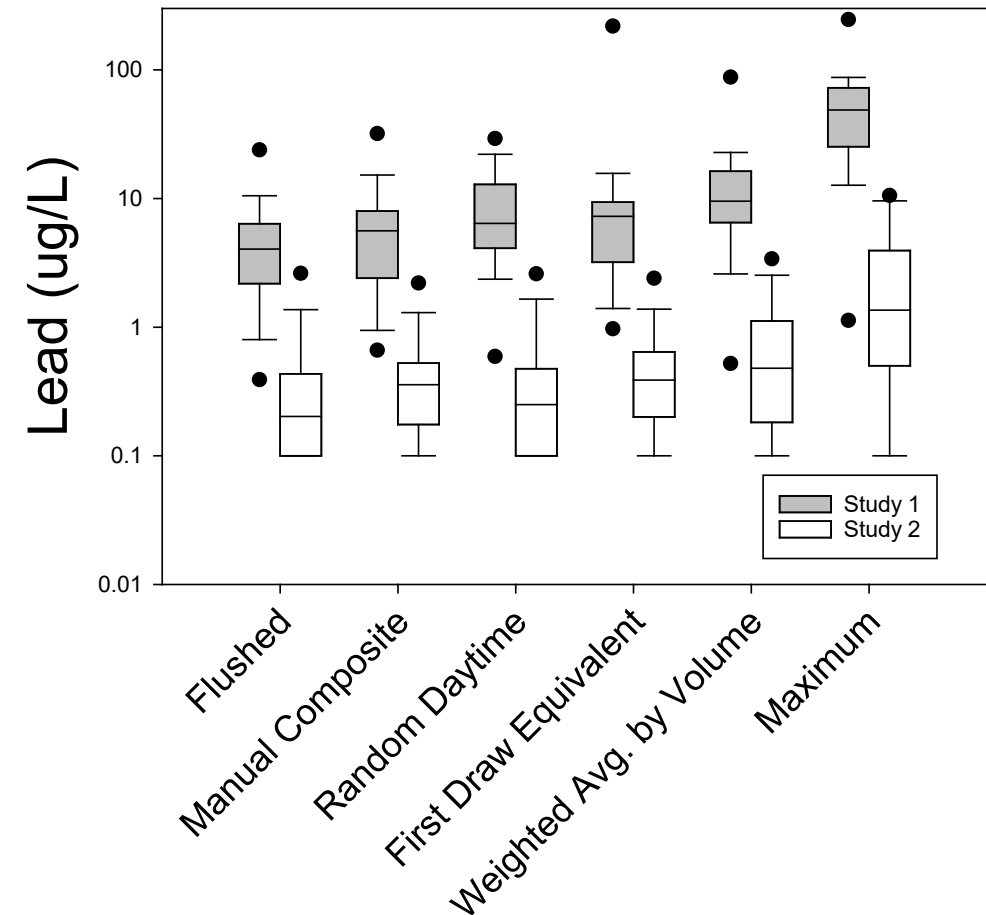 Lead (ug/L)
100
10
1
0.1
0.01
Study 1
Study 2
Flushed
Manual Composite
Random Daytime
First Draw Equivalent
Weighted Avg. by Volume
Maximum